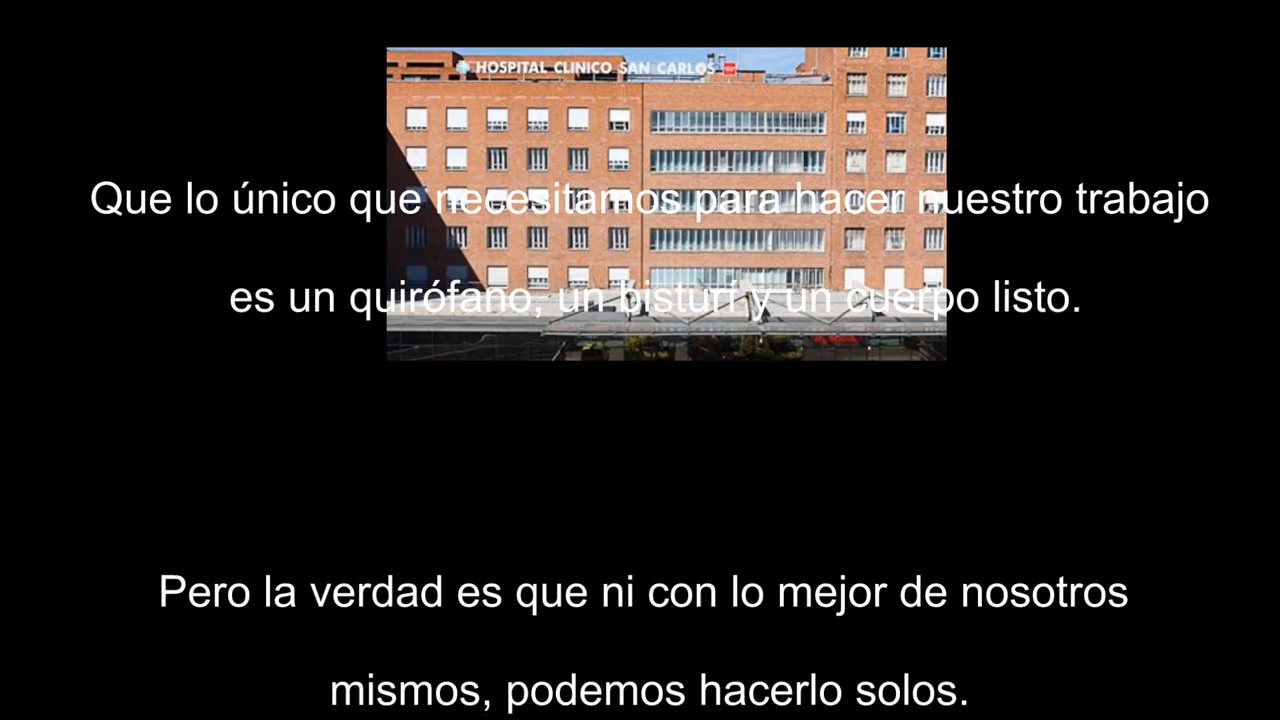 HOSPITAL CLINICO SAN CARLOS
Que lo único que necesitamos para hacer nuestro trabajo
es un quirófano, un bisturí y un cuerpo listo.
Pero la verdad es que ni con lo mejor de nosotros
mismos, podemos hacerlo solos.